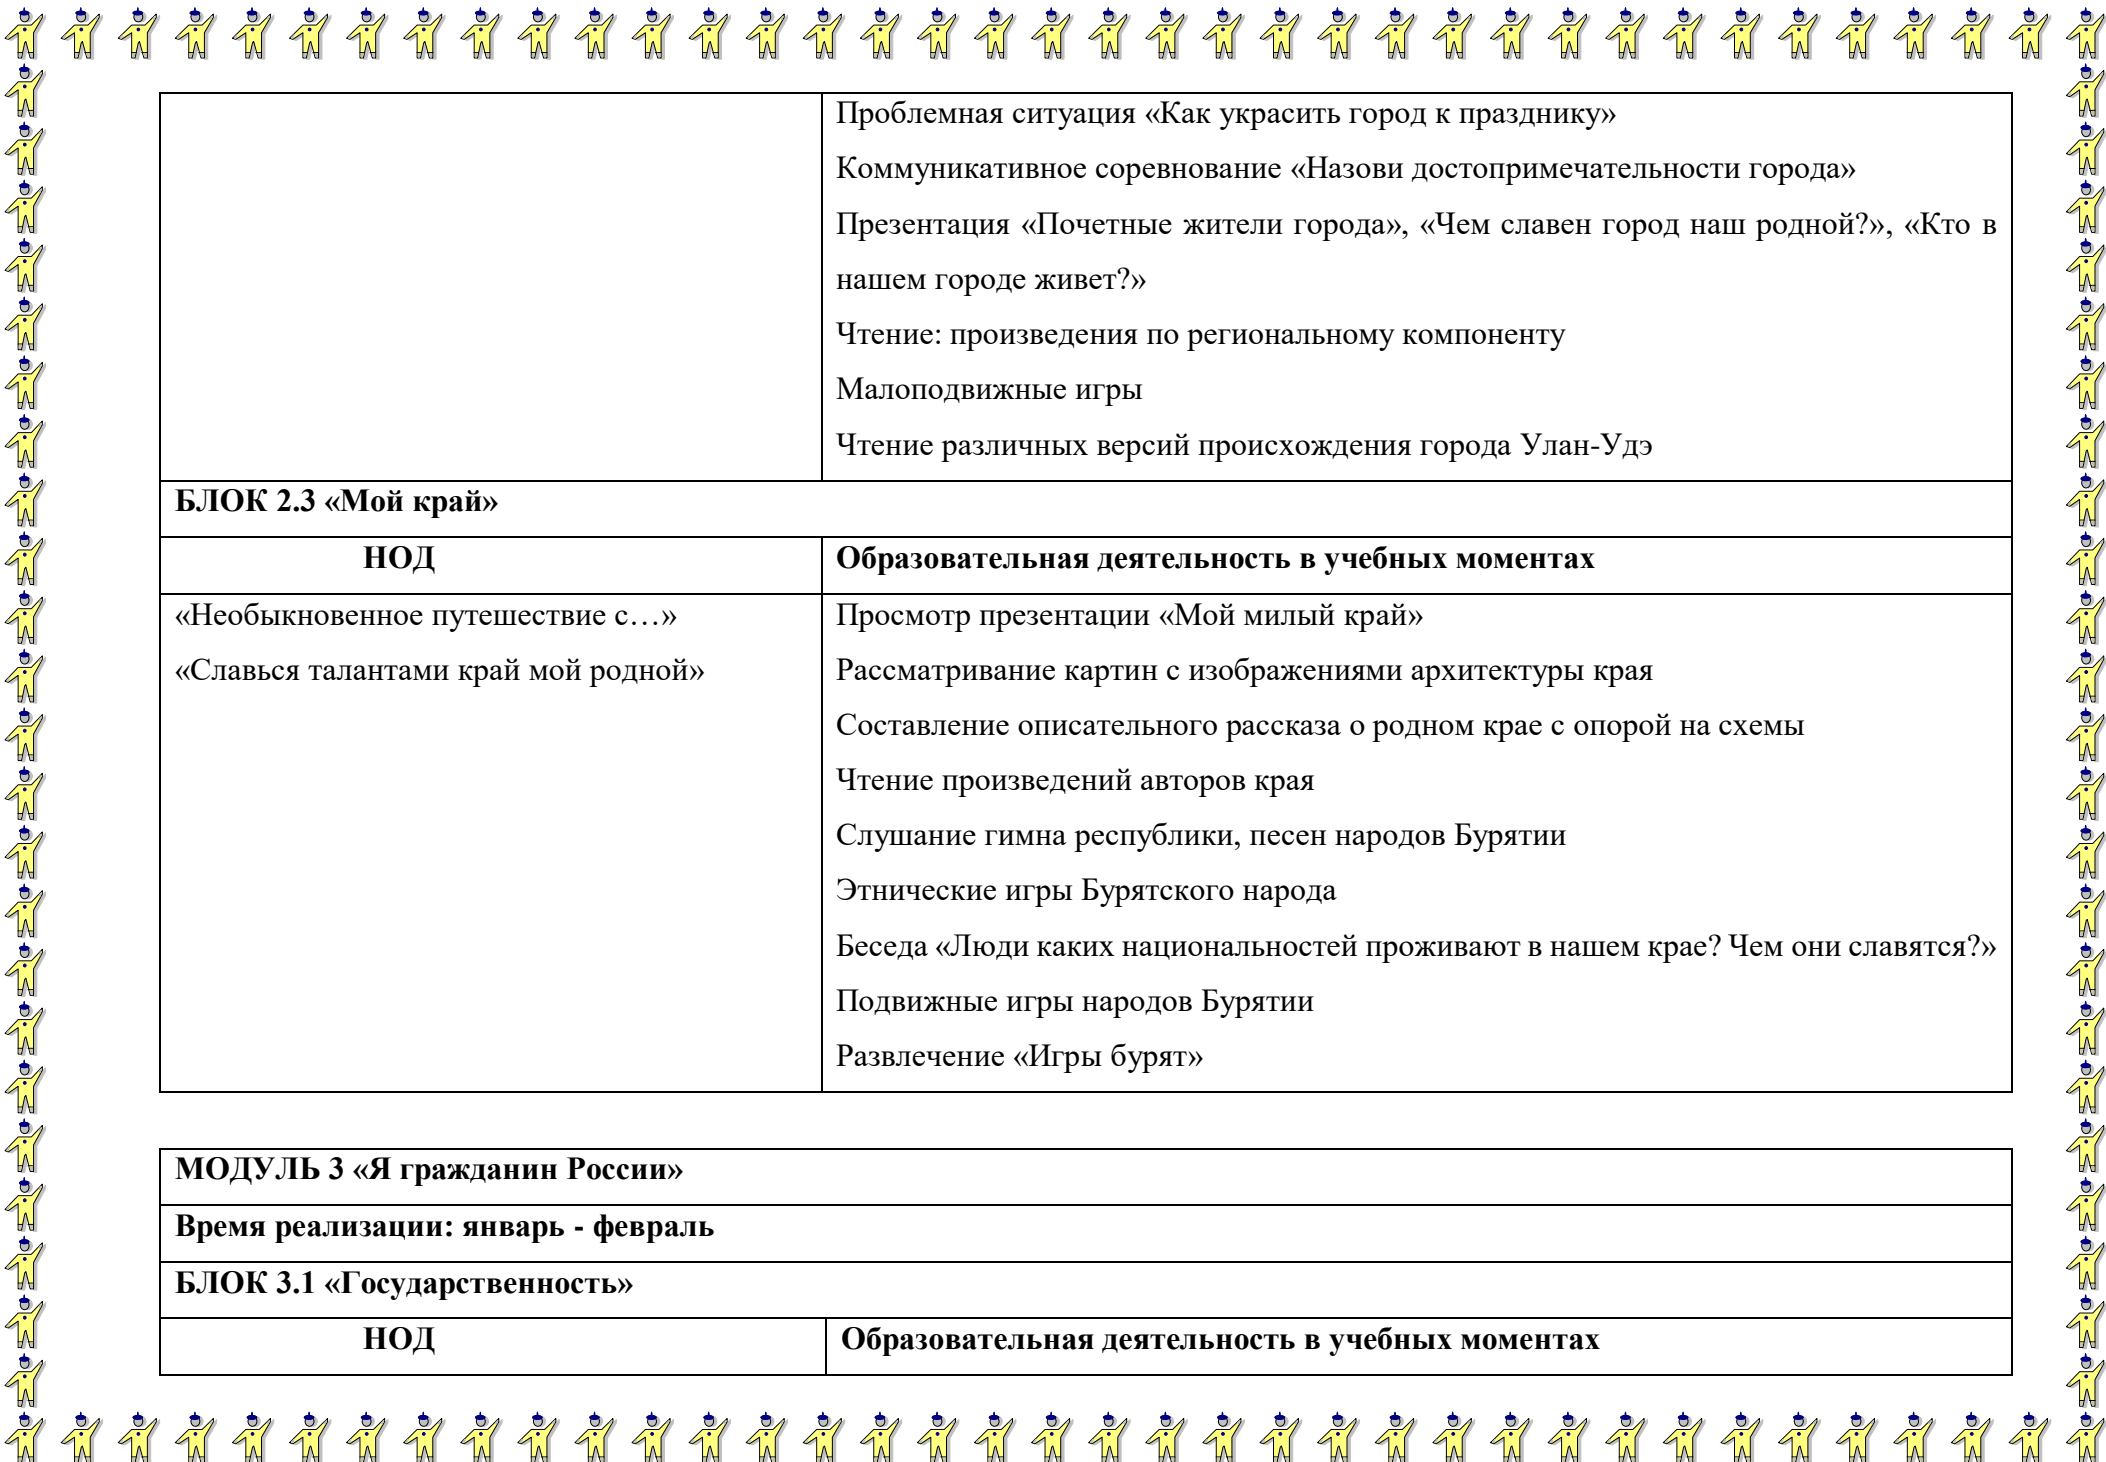 Проблемная ситуация «Как украсить город к празднику»
Коммуникативное соревнование «Назови достопримечательности города»
Презентация «Почетные жители города», «Чем славен город наш родной?», «Кто в
нашем городе живет?»
Чтение: произведения по региональному компоненту
Малоподвижные игры
Чтение различных версий происхождения города Улан-Удэ
БЛОК 2.3 «Мой край»
НОД
Образовательная деятельность в учебных моментах
«Необыкновенное путешествие с…»
«Славься талантами край мой родной»
Просмотр презентации «Мой милый край»
Рассматривание картин с изображениями архитектуры края
Составление описательного рассказа о родном крае с опорой на схемы
Чтение произведений авторов края
Слушание гимна республики, песен народов Бурятии
Этнические игры Бурятского народа
Беседа «Люди каких национальностей проживают в нашем крае? Чем они славятся?»
Подвижные игры народов Бурятии
Развлечение «Игры бурят»
МОДУЛЬ 3 «Я гражданин России»
Время реализации: январь - февраль
БЛОК 3.1 «Государственность»
НОД
Образовательная деятельность в учебных моментах